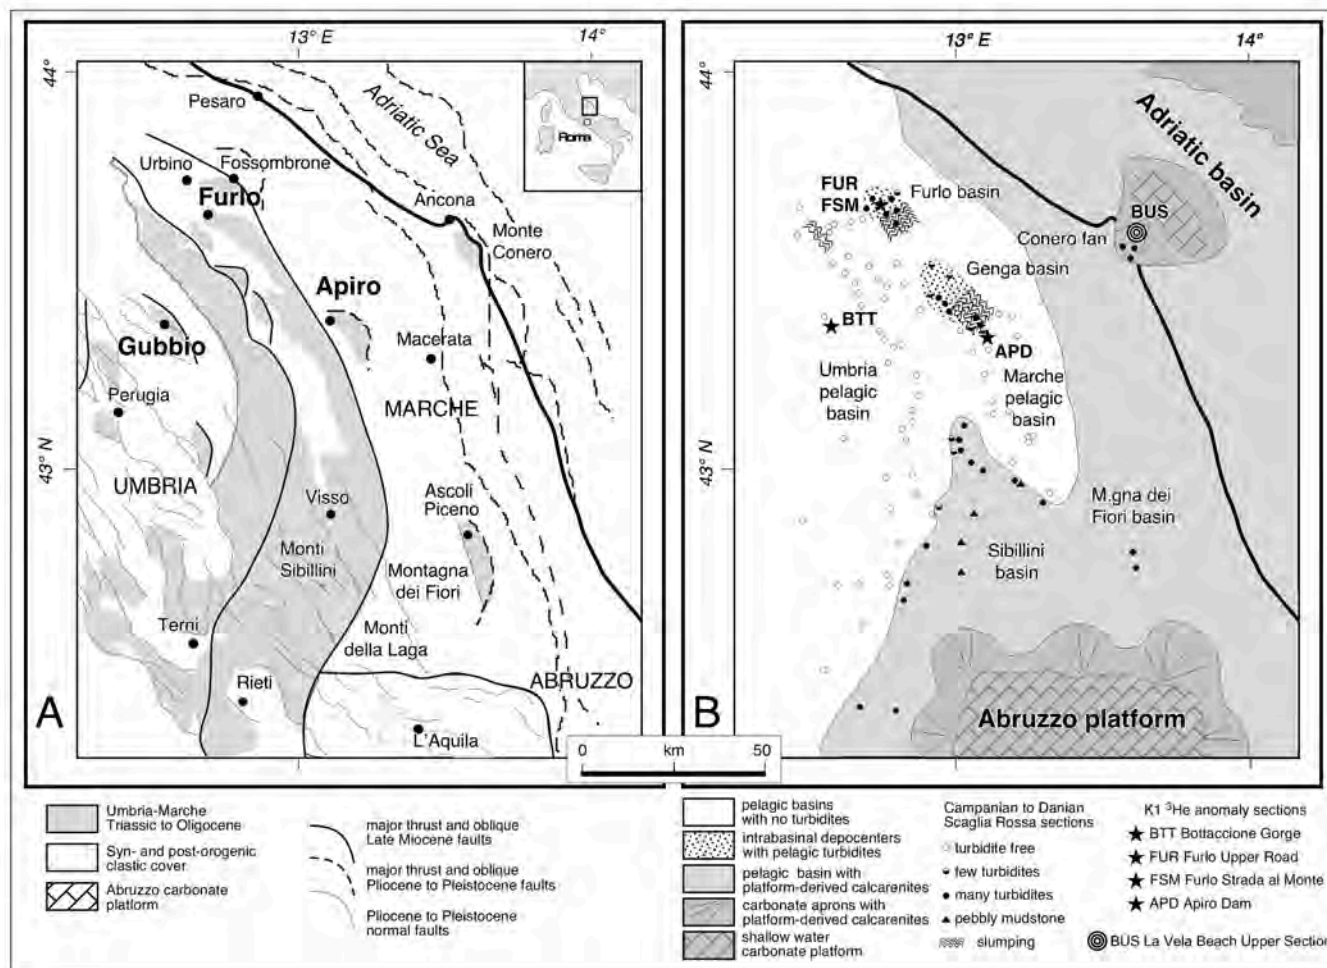 13° E
14°
44°
43° N
Pesaro
Adriatic Sea
Roma
Urbino
Fossombrone
Furlo
Ancona
Monte
Conero
Apiro
Gubbio
Macerata
Perugia
MARCHE
UMBRIA
Visso
Ascoli
Piceno
Monti
Sibillini
Montagna
dei Fiori
Terni
Monti
della Laga
Rieti
ABRUZZO
L'Aquila
A
0 km 50
13° E
14°
44°
43° N
Adriatic basin
FUR
FSM
Furlo basin
BUS
Conero fan
Genga basin
BTT
APD
Umbria
pelagic
basin
Marche
pelagic
basin
M.gna dei
Fiori basin
Sibillini
basin
Abruzzo platform
B
Umbria-Marche
Triassic to Oligocene
Syn- and post-orogenic
clastic cover
Abruzzo carbonate
platform
major thrust and oblique
Late Miocene faults
major thrust and oblique
Pliocene to Pleistocene faults
Pliocene to Pleistocene
normal faults
pelagic basins
with no turbidites
intrabasinal depocenters
with pelagic turbidites
pelagic basin with
platform-derived calcarenites
carbonate aprons with
platform-derived calcarenites
shallow water
carbonate platform
Campanian to Danian
Scaglia Rossa sections
turbidite free
few turbidites
many turbidites
pebbly mudstone
slumping
K1 ³He anomaly sections
BTT Bottaccione Gorge
FUR Furlo Upper Road
FSM Furlo Strada al Monte
APD Apiro Dam
BUS La Vela Beach Upper Section